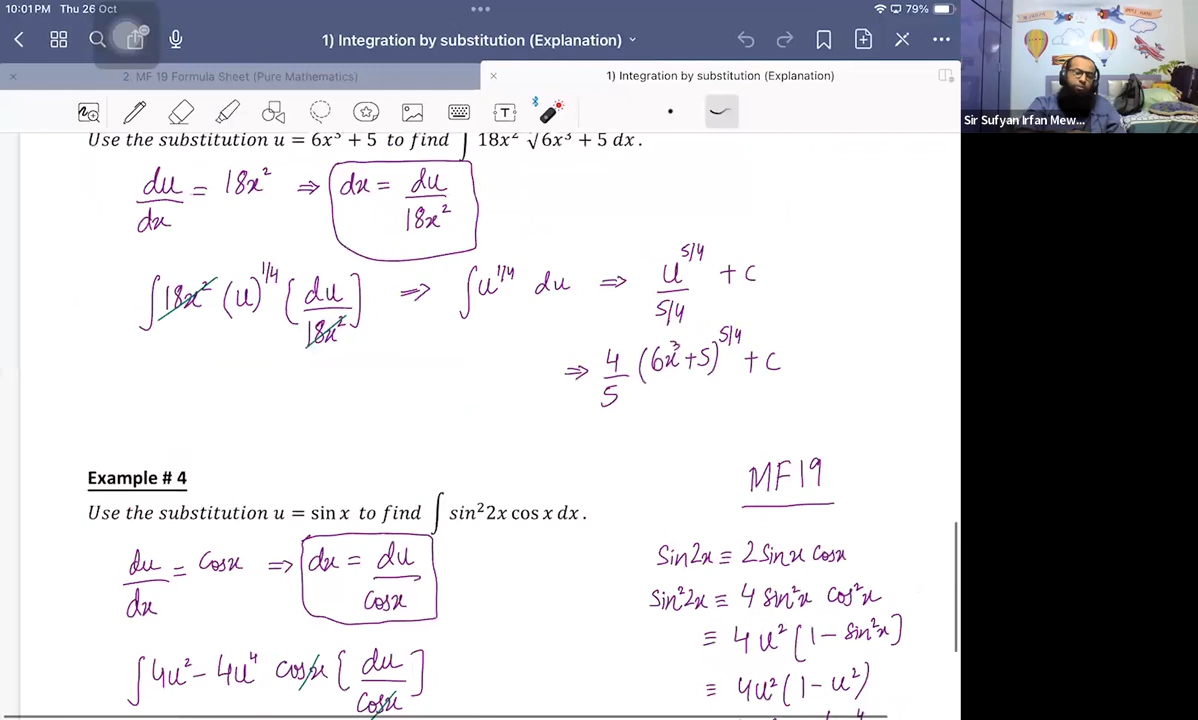 10:01PM Thu 26 Oct
79%
1) Integration by substitution (Explanation)
2. MF 19 Formula Sheet (Pure Mathematics)
1) Integration by substitution (Explanation)
Sir Sufyan Irfan Mew...
Use the substitution u = 6x³ + 5 to find ∫ 18x² ∜6x³ + 5 dx.
du/dx = 18x² ⇒ dx = du/18x²
∫ 18x² (u)^1/4 [du/18x²] ⇒ ∫ u^1/4 du ⇒ u^5/4 / 5/4 + c
⇒ 4/5 (6x³+5)^5/4 + c
Example # 4
MF19
Use the substitution u = sin x to find ∫ sin²2x cos x dx.
du/dx = cosx ⇒ dx = du/cosx
Sin2x ≡ 2 Sinx cosx
Sin²2x ≡ 4 Sin²x cos²x
≡ 4u² [1 − Sin²x]
∫ 4u² − 4u⁴ cosx [du/cosx]
≡ 4u² (1 − u²)